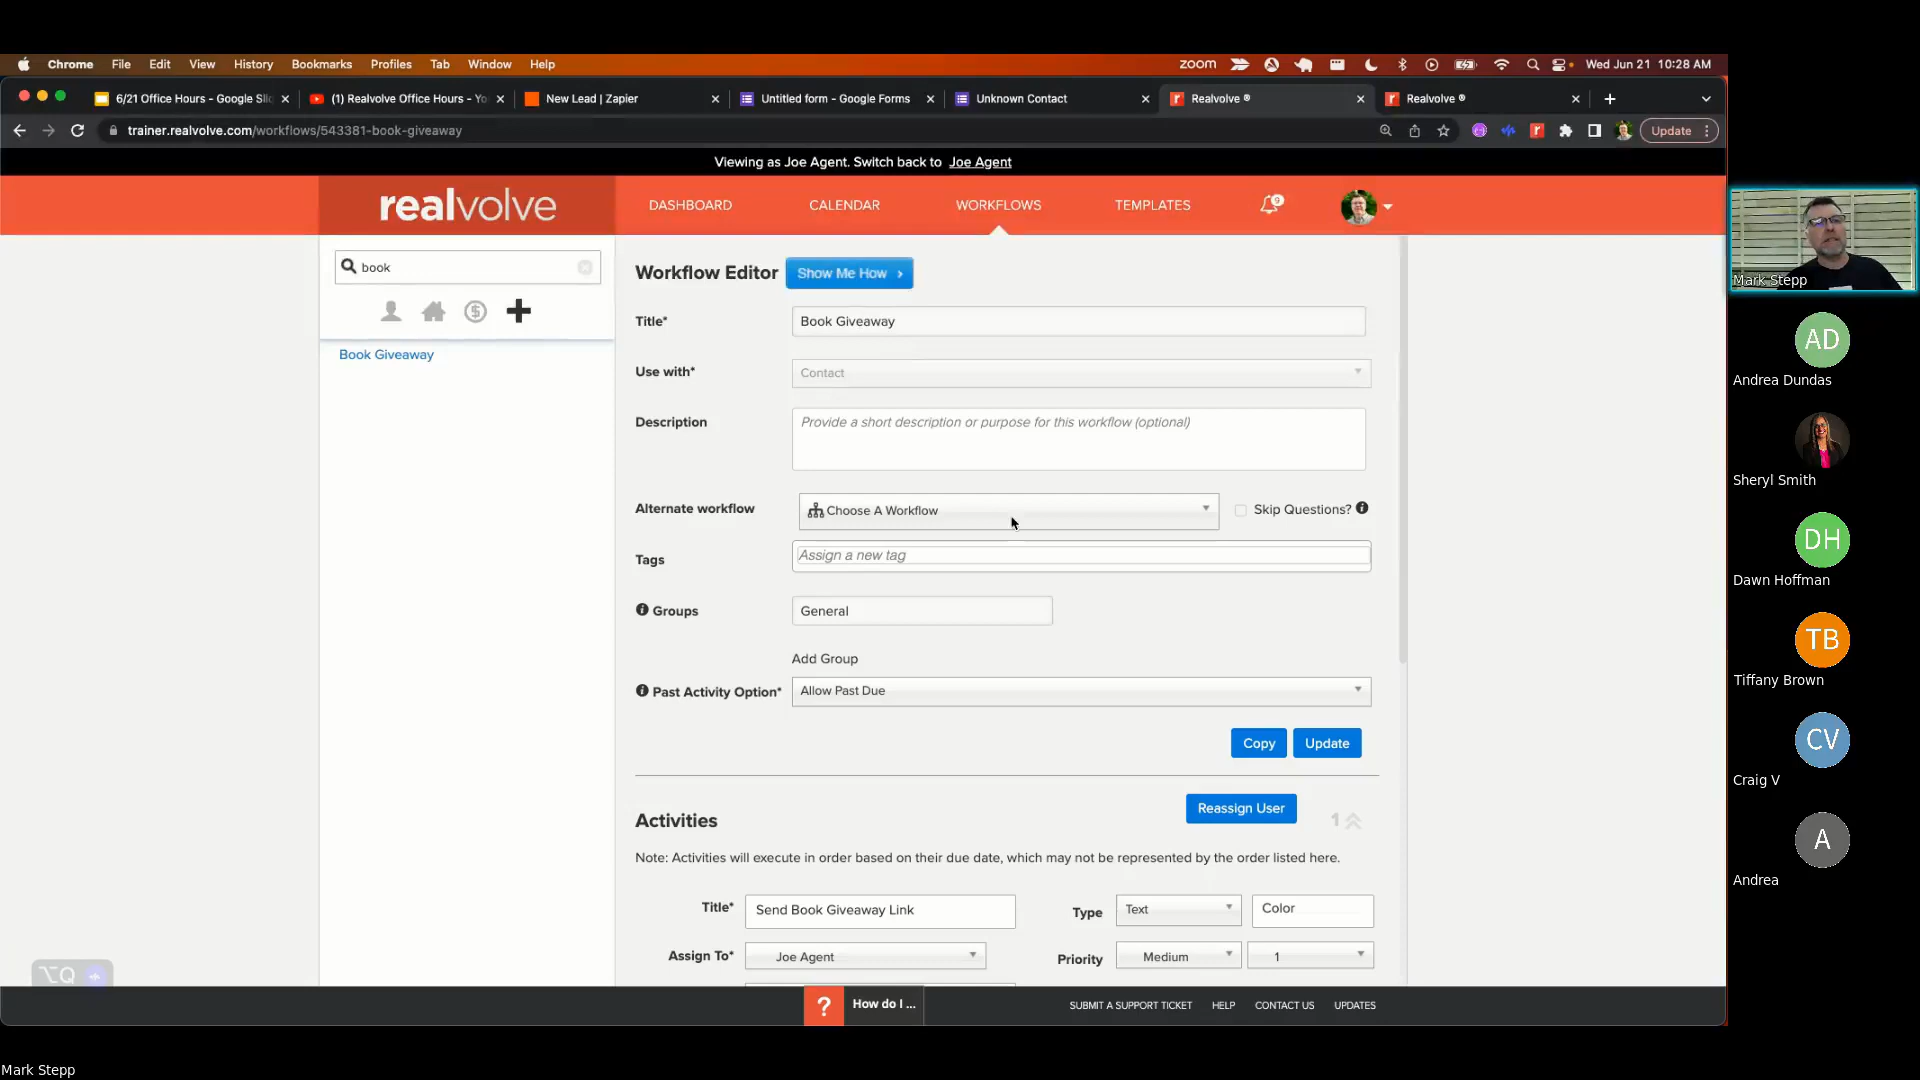 Chrome File Edit View History Bookmarks Profiles Tab Window Help zoom Wed Jun 21 10:28 AM
6/21 Office Hours - Google Slic (1) Realvolve Office Hours - Yo New Lead | Zapier Untitled form - Google Forms Unknown Contact Realvolve ® Realvolve ®
trainer.realvolve.com/workflows/543381-book-giveaway Update
Viewing as Joe Agent. Switch back to Joe Agent
realvolve DASHBOARD CALENDAR WORKFLOWS TEMPLATES 9
book
Book Giveaway
Workflow Editor Show Me How ›
Title* Book Giveaway
Use with* Contact
Description Provide a short description or purpose for this workflow (optional)
Alternate workflow Choose A Workflow Skip Questions?
Tags Assign a new tag
Groups General
Add Group
Past Activity Option* Allow Past Due
Copy Update
Activities Reassign User 1
Note: Activities will execute in order based on their due date, which may not be represented by the order listed here.
Title* Send Book Giveaway Link Type Text Color
Assign To* Joe Agent Priority Medium 1
⌥Q
? How do I ... SUBMIT A SUPPORT TICKET HELP CONTACT US UPDATES
Mark Stepp
AD
Andrea Dundas
Sheryl Smith
DH
Dawn Hoffman
TB
Tiffany Brown
CV
Craig V
A
Andrea
Mark Stepp